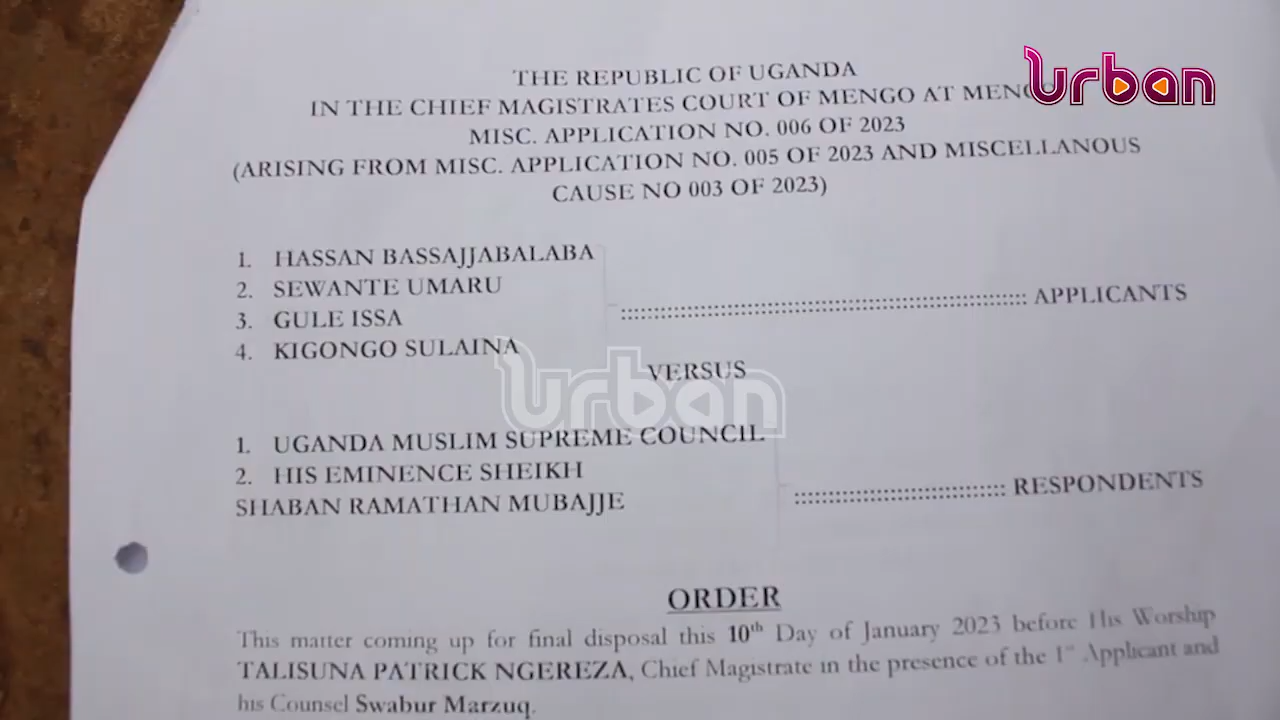 urban
THE REPUBLIC OF UGANDA
IN THE CHIEF MAGISTRATES COURT OF MENGO AT
MISC. APPLICATION NO. 006 OF 2023
(ARISING FROM MISC. APPLICATION NO. 005 OF 2023 AND MISCELLANOUS
CAUSE NO 003 OF 2023)
1. HASSAN BASSAJJABALABA
2. SEWANTE UMARU
3. GULE ISSA
4. KIGONGO SULAINA
:::::::::::::::::::::::::::::::::::::::::::::::::::::::::::: APPLICANTS
VERSUS
urban
1. UGANDA MUSLIM SUPREME COUNCIL
2. HIS EMINENCE SHEIKH
SHABAN RAMATHAN MUBAJJE
::::::::::::::::::::::::::::::: RESPONDENTS
ORDER
This matter coming up for final disposal this 10th Day of January 2023 before His Worship
TALISUNA PATRICK NGEREZA, Chief Magistrate in the presence of the 1st Applicant and
his Counsel Swabur Marzuq.